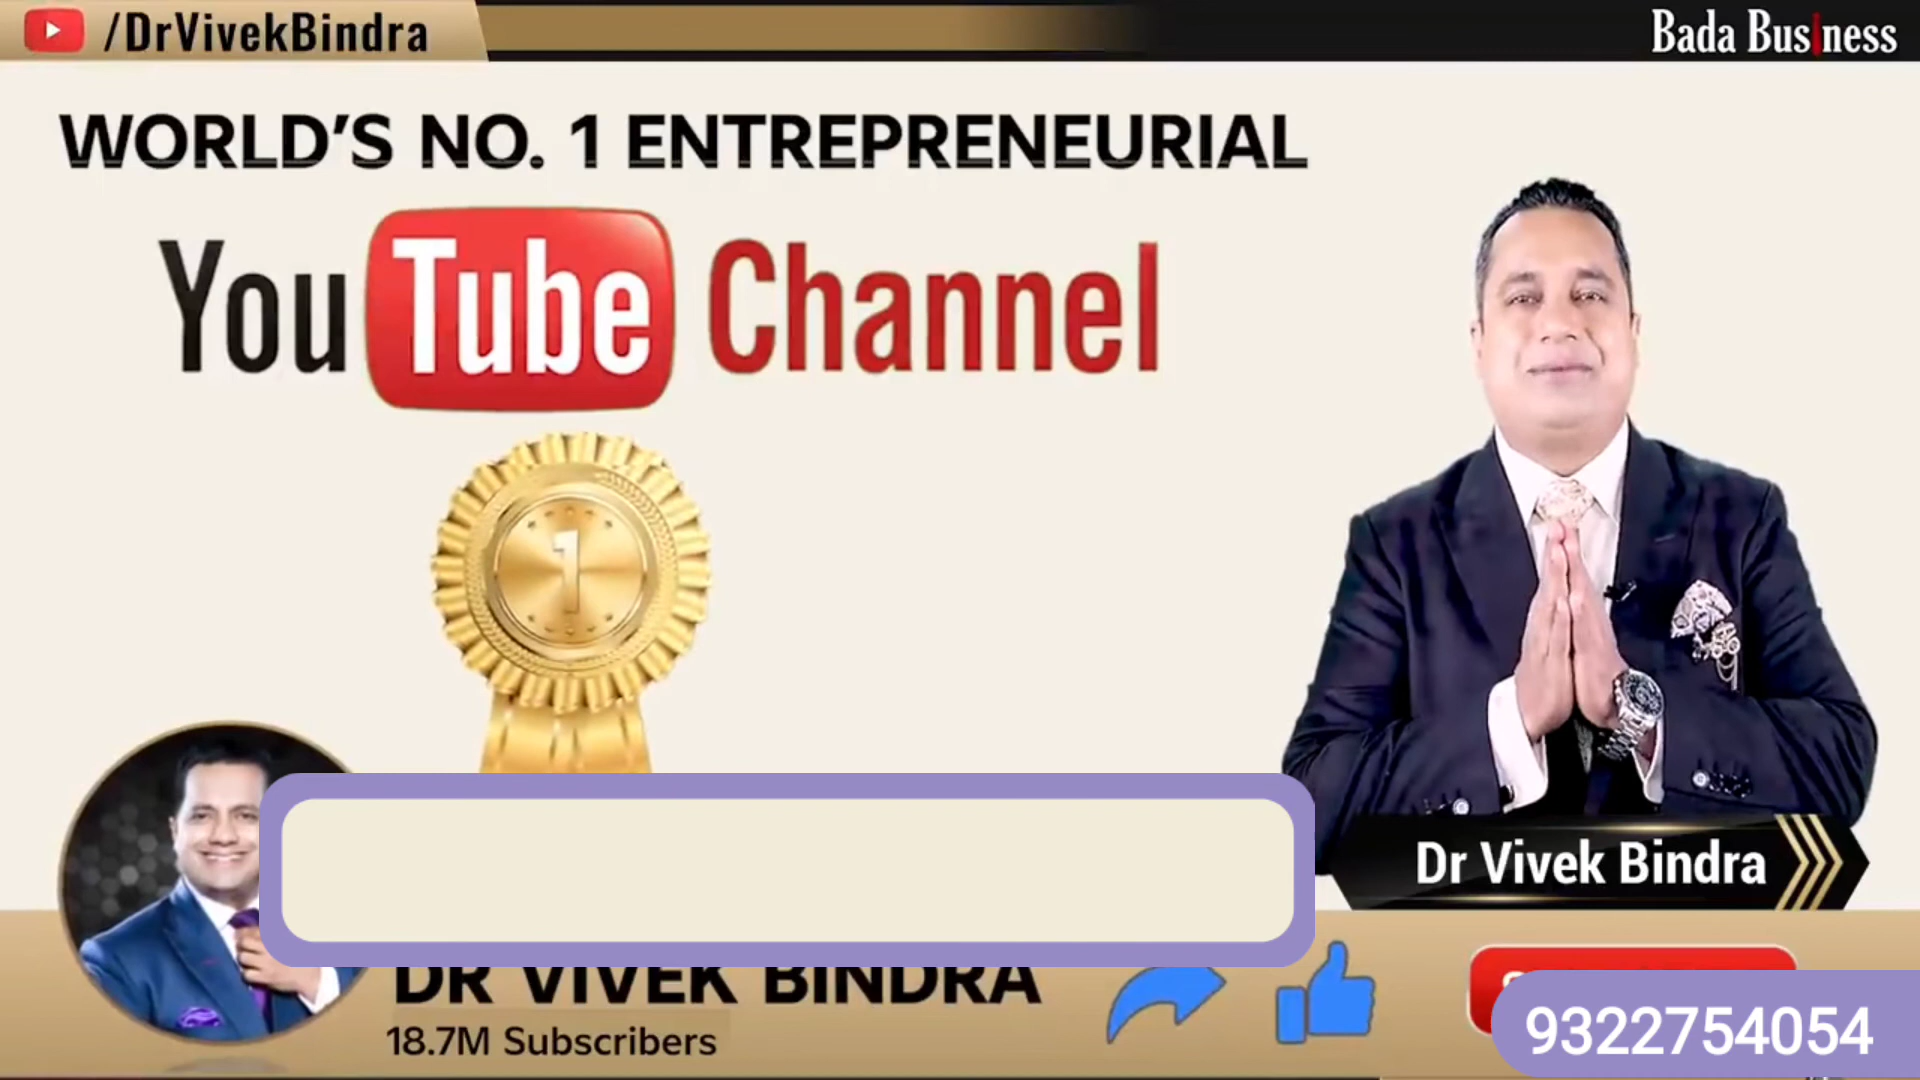 /DrVivekBindra
Bada Business
WORLD'S NO. 1 ENTREPRENEURIAL
YouTube Channel
1
Dr Vivek Bindra
DR VIVEK BINDRA
18.7M Subscribers
9322754054